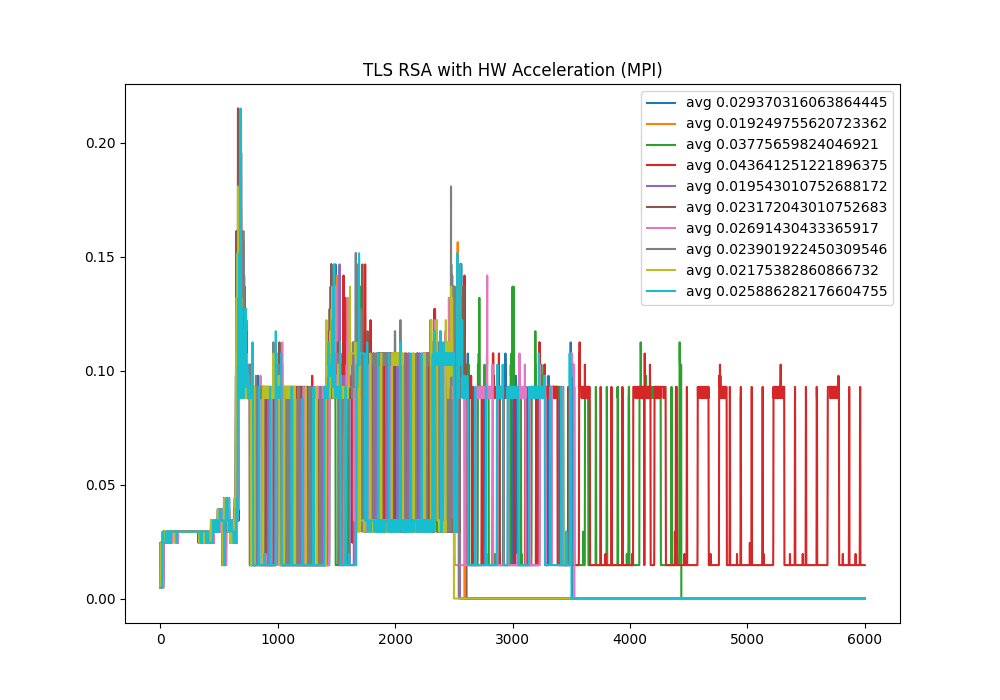 TLS RSA with HW Acceleration (MPI)
avg 0.029370316063864445
avg 0.019249755620723362
avg 0.03775659824046921
avg 0.043641251221896375
avg 0.019543010752688172
avg 0.023172043010752683
avg 0.02691430433365917
avg 0.023901922450309546
avg 0.02175382860866732
avg 0.025886282176604755
0.20
0.15
0.10
0.05
0.00
0 1000 2000 3000 4000 5000 6000